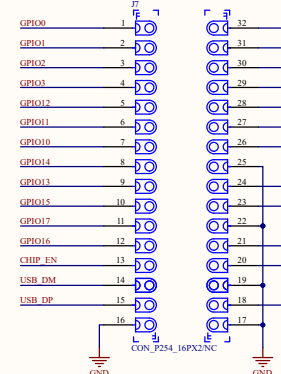 J7
GPIO0 1 32
GPIO1 2 31
GPIO2 3 30
GPIO3 4 29
GPIO12 5 28
GPIO11 6 27
GPIO10 7 26
GPIO14 8 25
GPIO13 9 24
GPIO15 10 23
GPIO17 11 22
GPIO16 12 21
CHIP_EN 13 20
USB_DM 14 19
USB_DP 15 18
16 17
CON_P254_16PX2/NC
GND GND